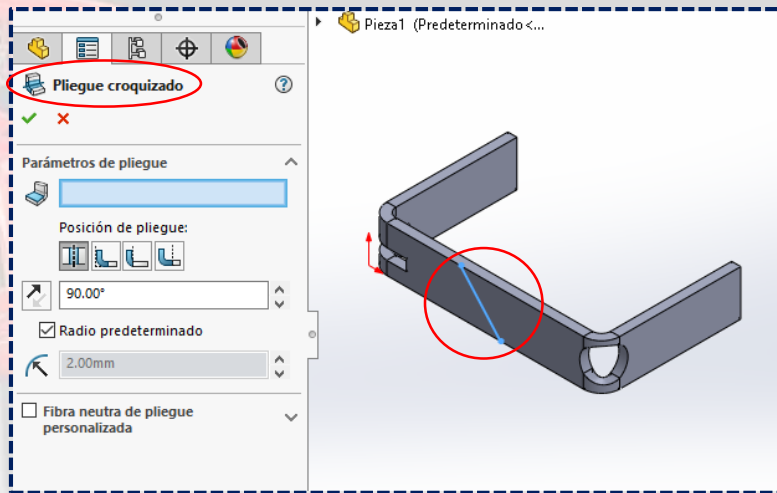 Pieza1 (Predeterminado<...
Pliegue croquizado
Parámetros de pliegue
Posición de pliegue:
90.00°
Radio predeterminado
2.00mm
Fibra neutra de pliegue
personalizada